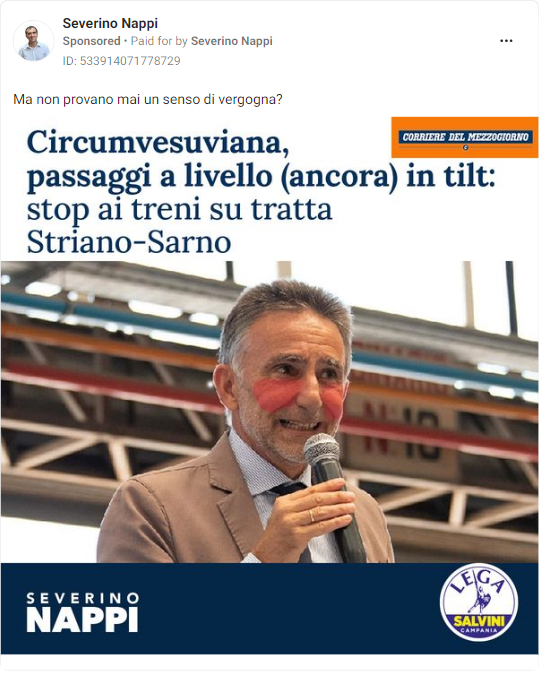 Severino Nappi
Sponsored • Paid for by Severino Nappi
ID: 533914071778729
Ma non provano mai un senso di vergogna?
CORRIERE DEL MEZZOGIORNO
G
Circumvesuviana,
passaggi a livello (ancora) in tilt:
stop ai treni su tratta
Striano-Sarno
N°10
SEVERINO
NAPPI
LEGA
SALVINI
CAMPANIA